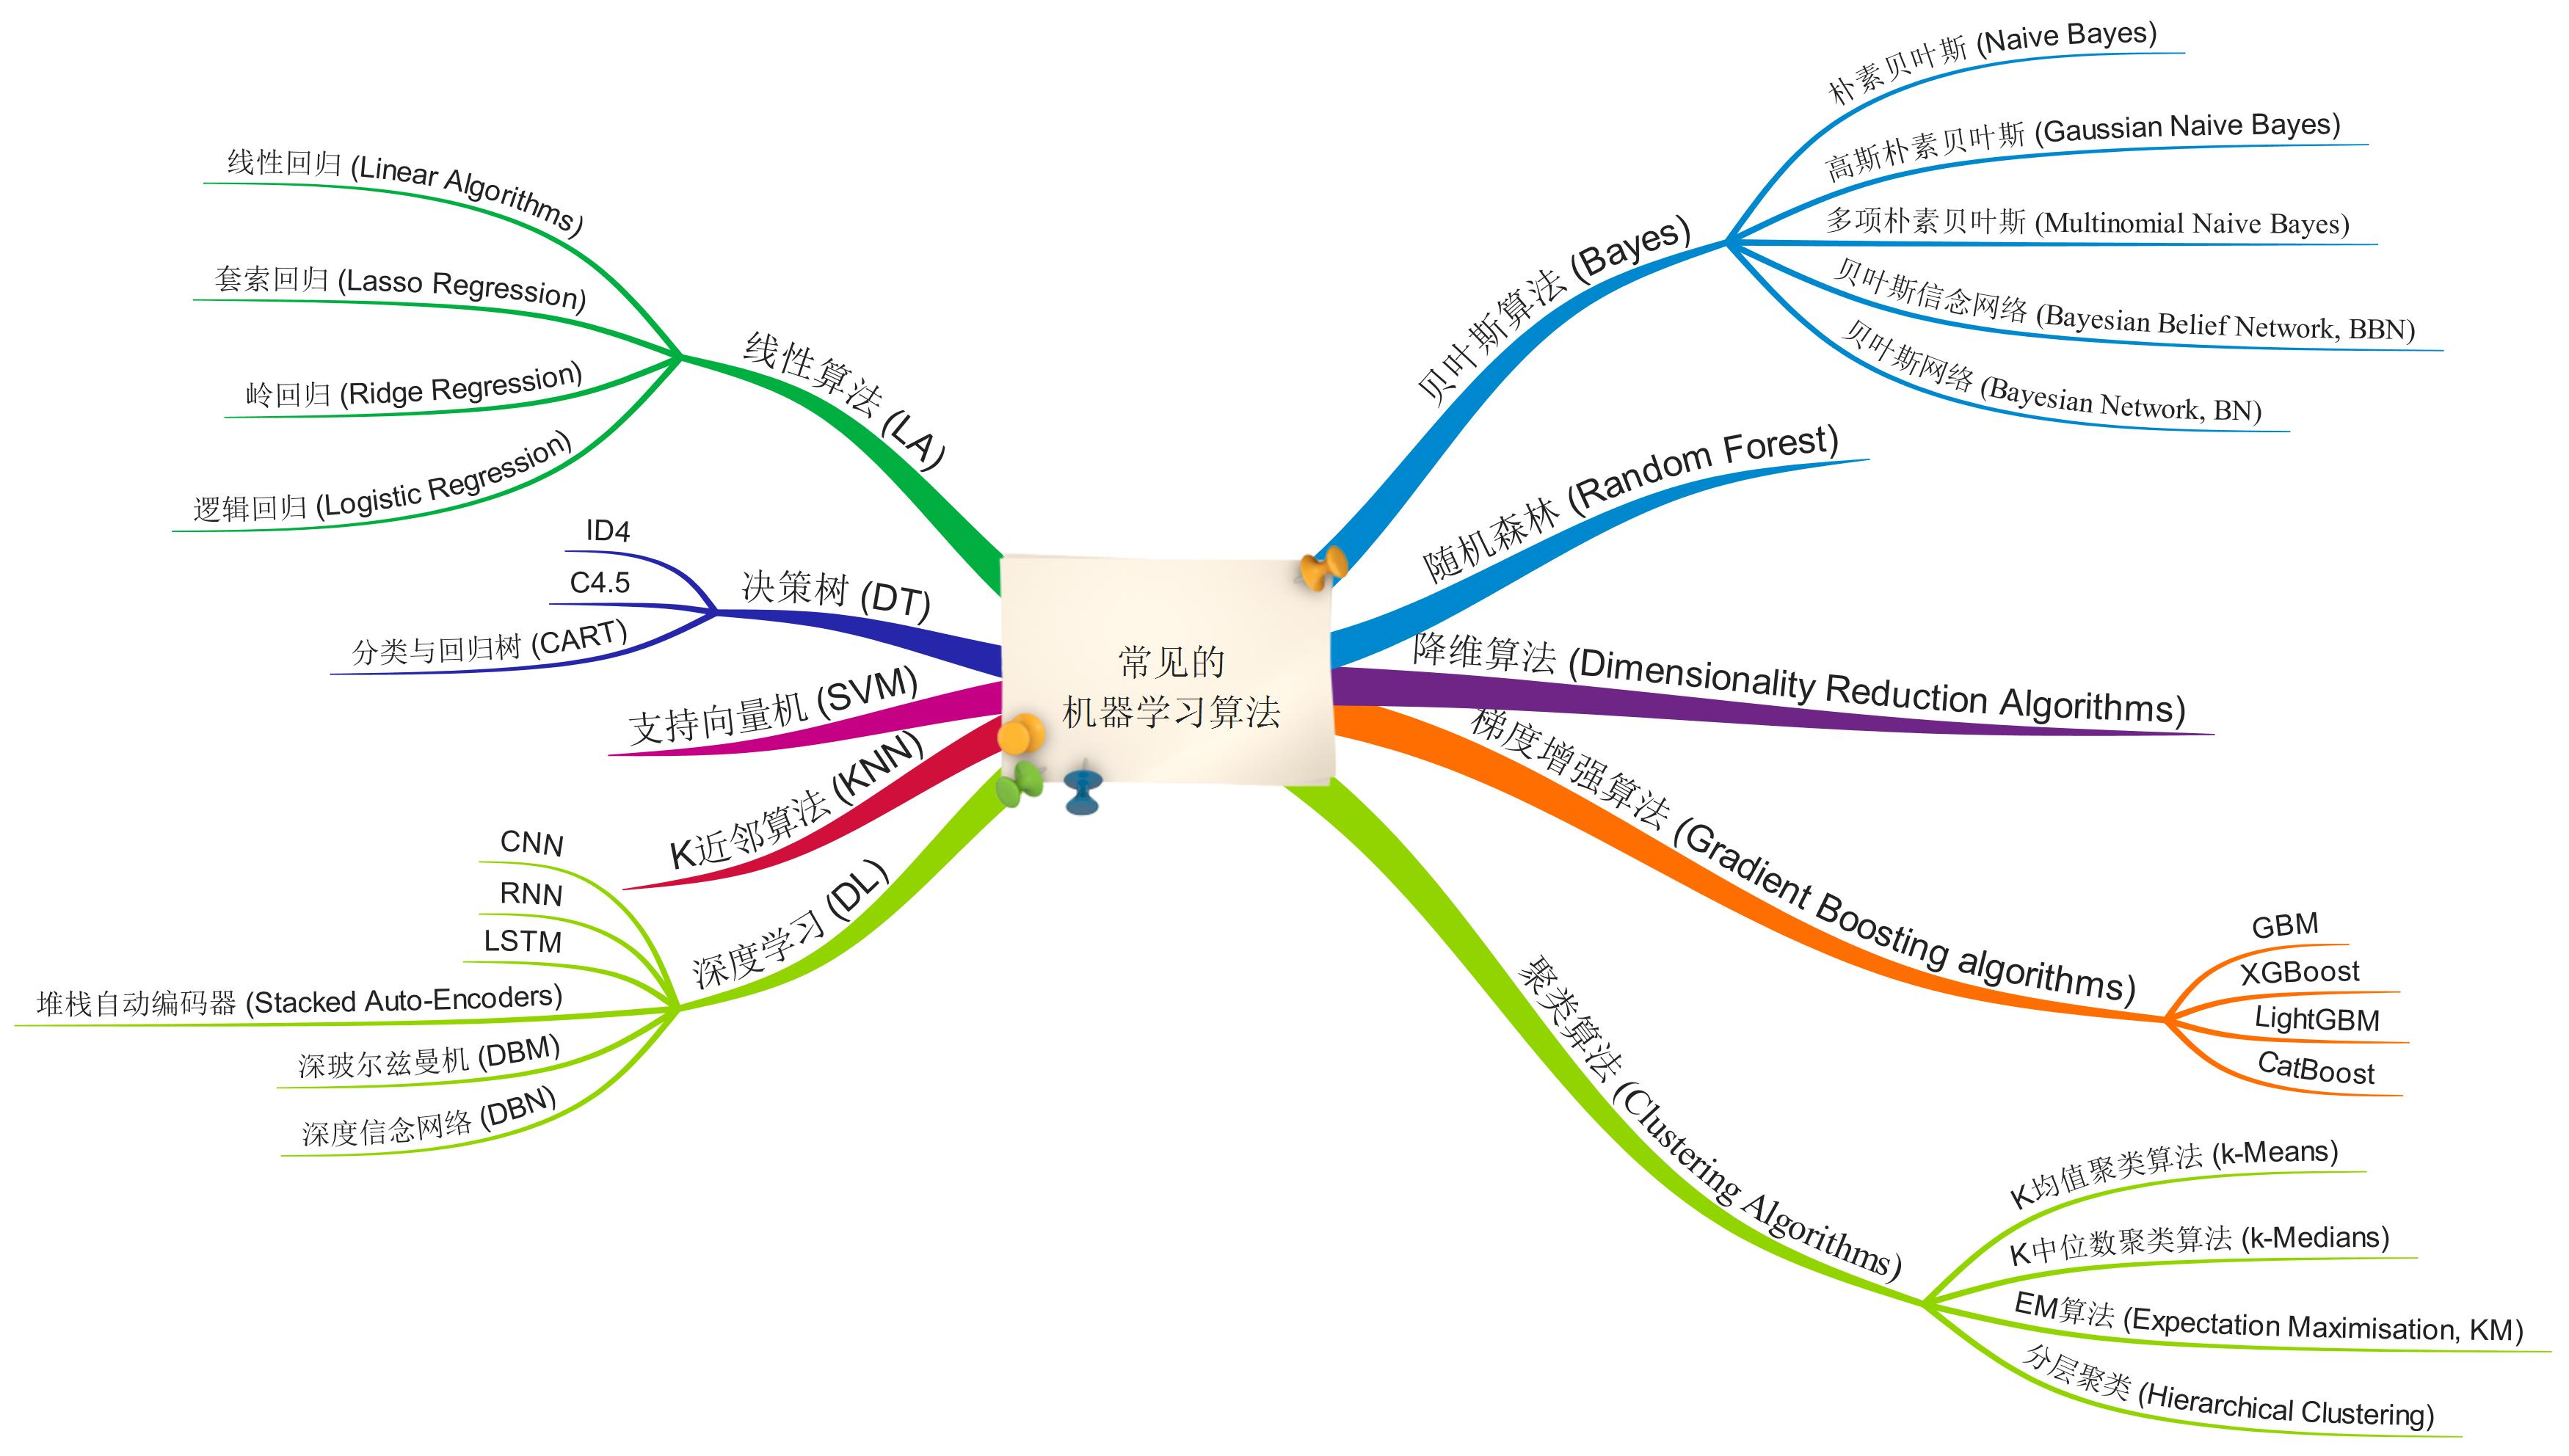 常见的
机器学习算法
线性算法 (LA)
线性回归 (Linear Algorithms)
套索回归 (Lasso Regression)
岭回归 (Ridge Regression)
逻辑回归 (Logistic Regression)
决策树 (DT)
ID4
C4.5
分类与回归树 (CART)
支持向量机 (SVM)
K近邻算法 (KNN)
深度学习 (DL)
CNN
RNN
LSTM
堆栈自动编码器 (Stacked Auto-Encoders)
深玻尔兹曼机 (DBM)
深度信念网络 (DBN)
贝叶斯算法 (Bayes)
朴素贝叶斯 (Naive Bayes)
高斯朴素贝叶斯 (Gaussian Naive Bayes)
多项朴素贝叶斯 (Multinomial Naive Bayes)
贝叶斯信念网络 (Bayesian Belief Network, BBN)
贝叶斯网络 (Bayesian Network, BN)
随机森林 (Random Forest)
降维算法 (Dimensionality Reduction Algorithms)
梯度增强算法 (Gradient Boosting algorithms)
GBM
XGBoost
LightGBM
CatBoost
聚类算法 (Clustering Algorithms)
K均值聚类算法 (k-Means)
K中位数聚类算法 (k-Medians)
EM算法 (Expectation Maximisation, KM)
分层聚类 (Hierarchical Clustering)